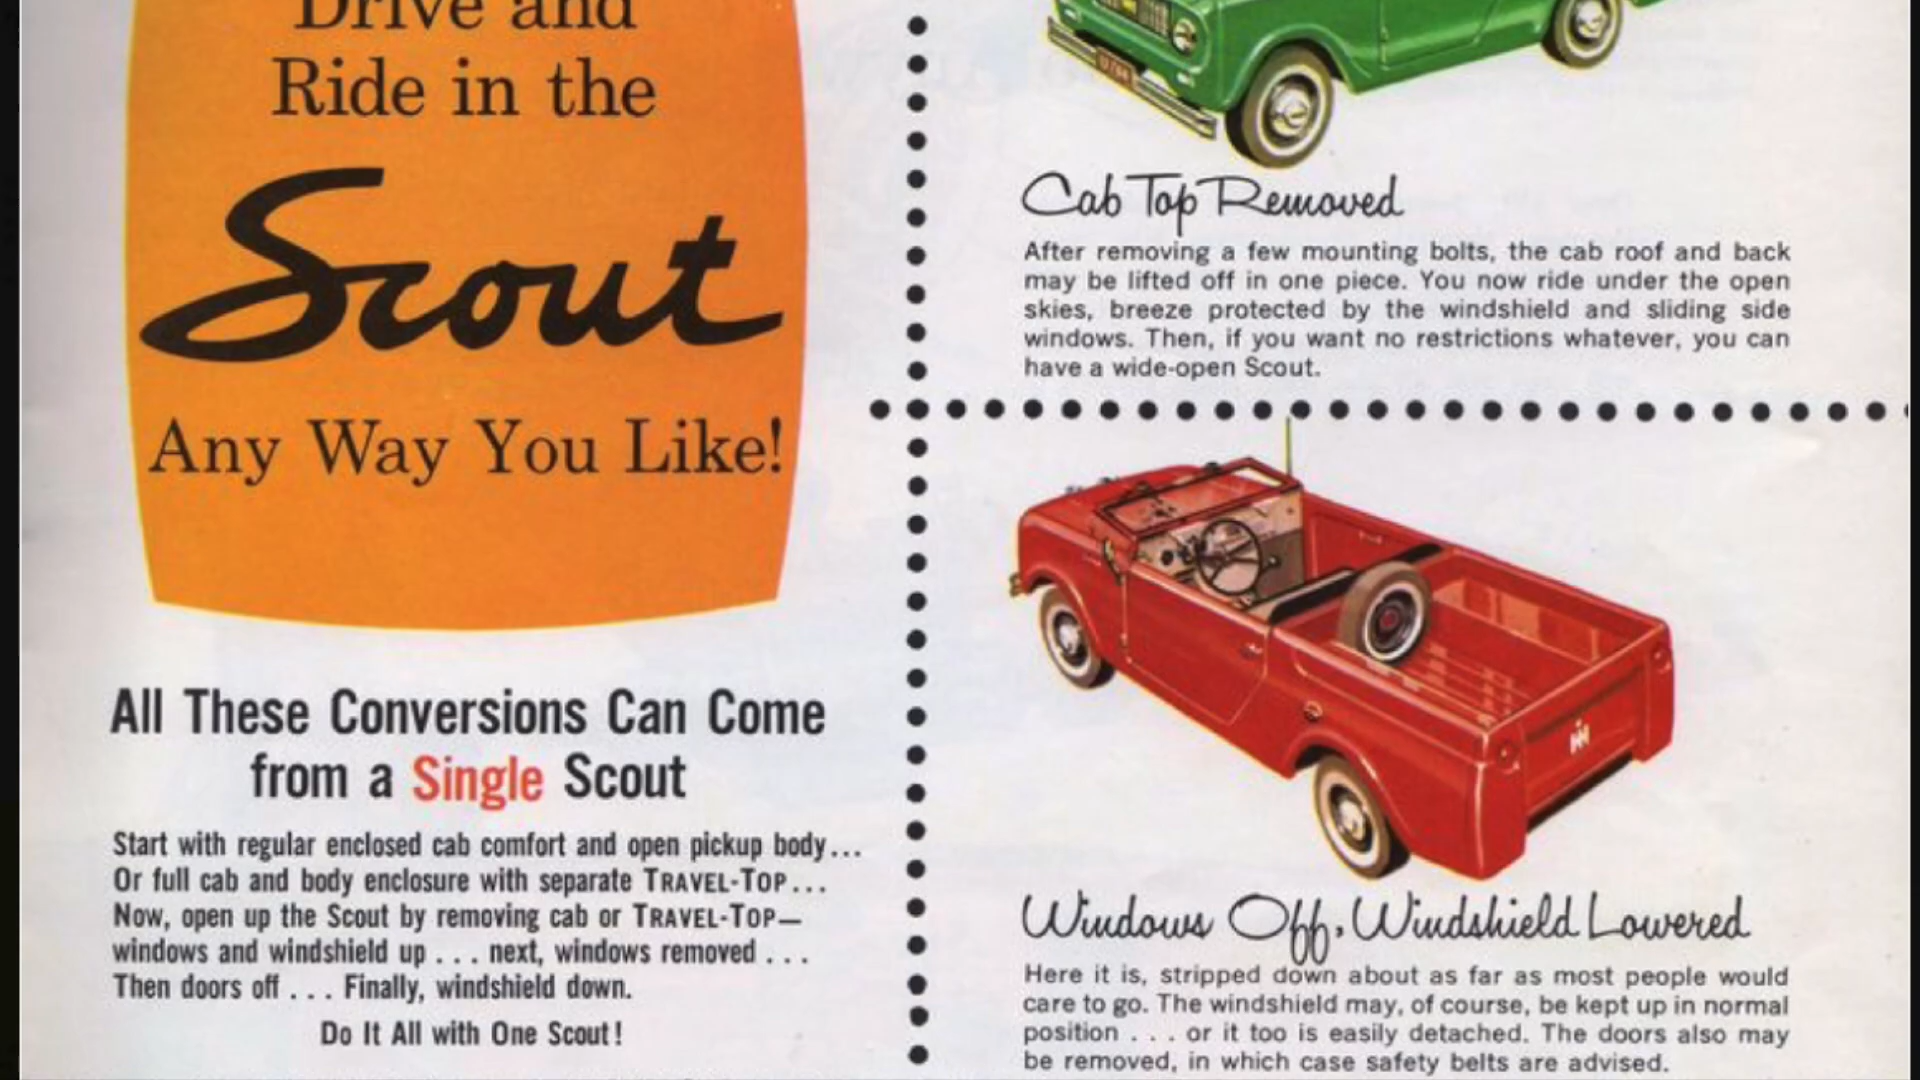 Drive and
Ride in the
Scout
Any Way You Like!
All These Conversions Can Come
from a Single Scout
Start with regular enclosed cab comfort and open pickup body...
Or full cab and body enclosure with separate TRAVEL-TOP...
Now, open up the Scout by removing cab or TRAVEL-TOP—
windows and windshield up . . . next, windows removed . . .
Then doors off . . . Finally, windshield down.
Do It All with One Scout!
Cab Top Removed
After removing a few mounting bolts, the cab roof and back
may be lifted off in one piece. You now ride under the open
skies, breeze protected by the windshield and sliding side
windows. Then, if you want no restrictions whatever, you can
have a wide-open Scout.
IH
Windows Off, Windshield Lowered
Here it is, stripped down about as far as most people would
care to go. The windshield may, of course, be kept up in normal
position . . . or it too is easily detached. The doors also may
be removed, in which case safety belts are advised.